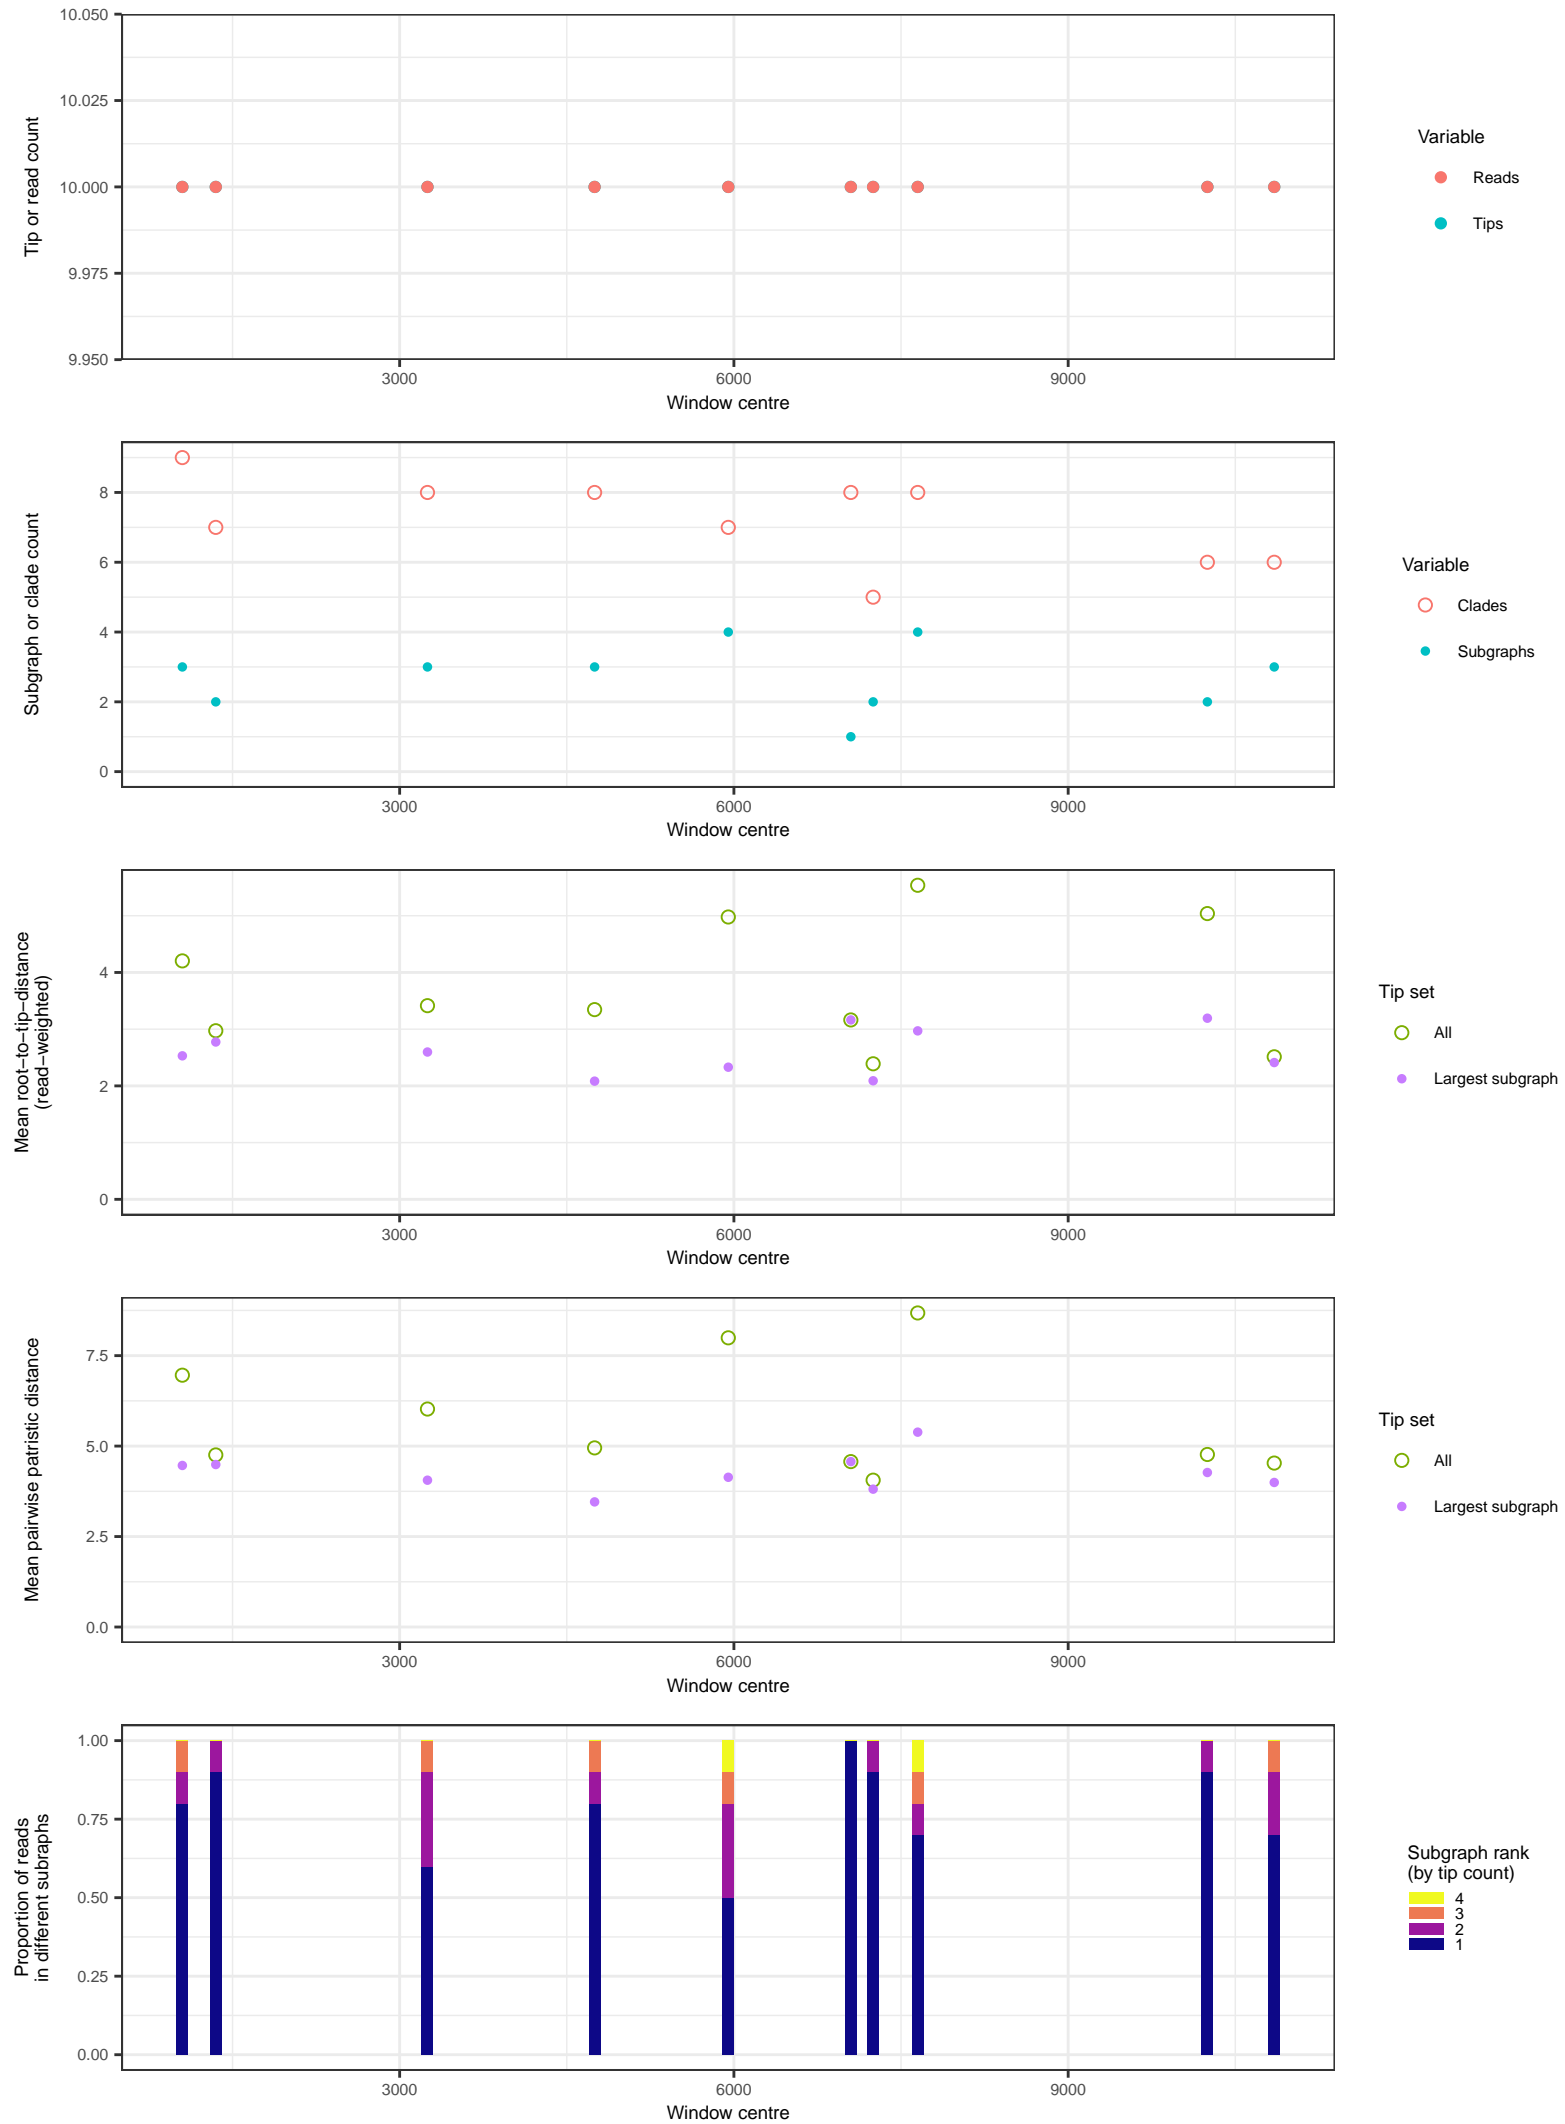 10.050
10.025
10.000
9.975
9.950
Tip or read count
3000 6000 9000
Window centre
Variable
Reads
Tips
8
6
4
2
0
Subgraph or clade count
3000 6000 9000
Window centre
Variable
Clades
Subgraphs
4
2
0
Mean root−to−tip−distance
(read−weighted)
3000 6000 9000
Window centre
Tip set
All
Largest subgraph
7.5
5.0
2.5
0.0
Mean pairwise patristic distance
3000 6000 9000
Window centre
Tip set
All
Largest subgraph
1.00
0.75
0.50
0.25
0.00
Proportion of reads
in different subraphs
3000 6000 9000
Window centre
Subgraph rank
(by tip count)
4
3
2
1